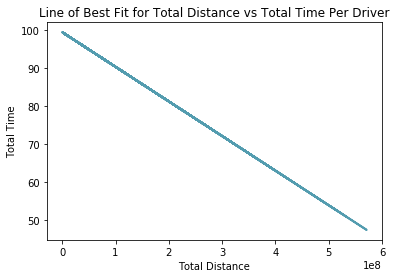 Line of Best Fit for Total Distance vs Total Time Per Driver
100
90
80
70
60
50
Total Time
0 1 2 3 4 5 6
1e8
Total Distance